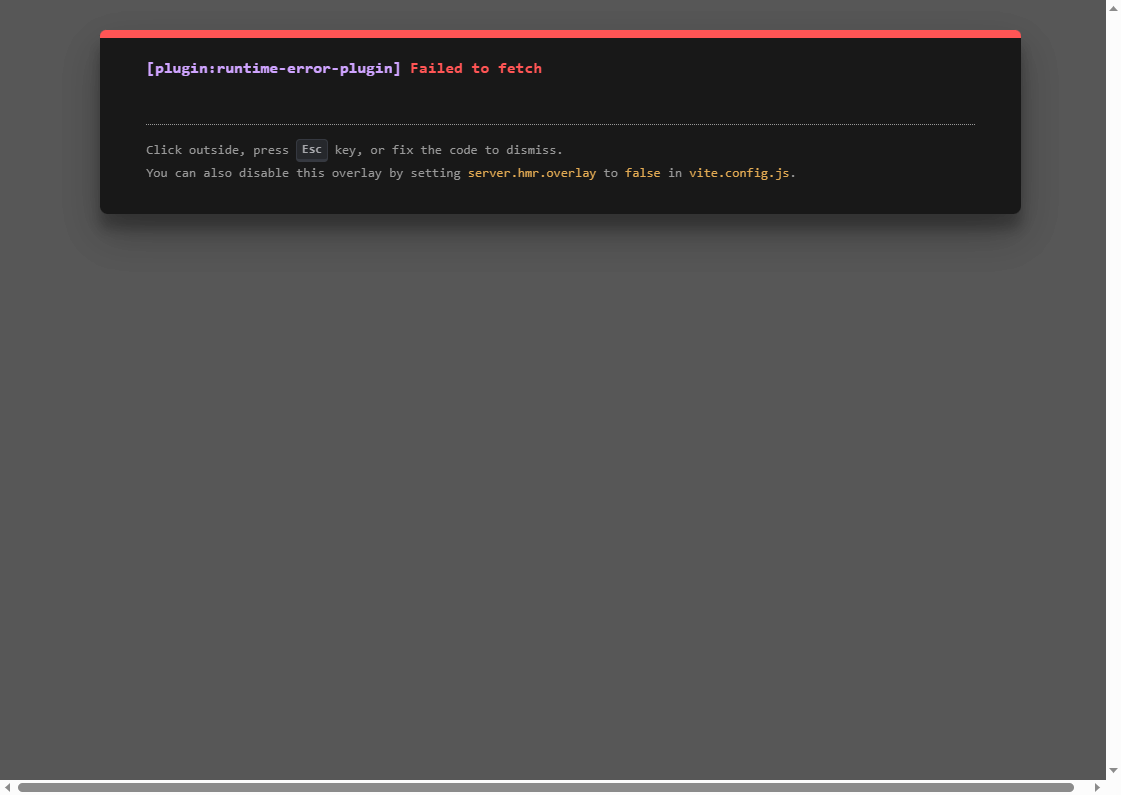 [plugin:runtime-error-plugin] Failed to fetch
Click outside, press Esc key, or fix the code to dismiss.
You can also disable this overlay by setting server.hmr.overlay to false in vite.config.js.